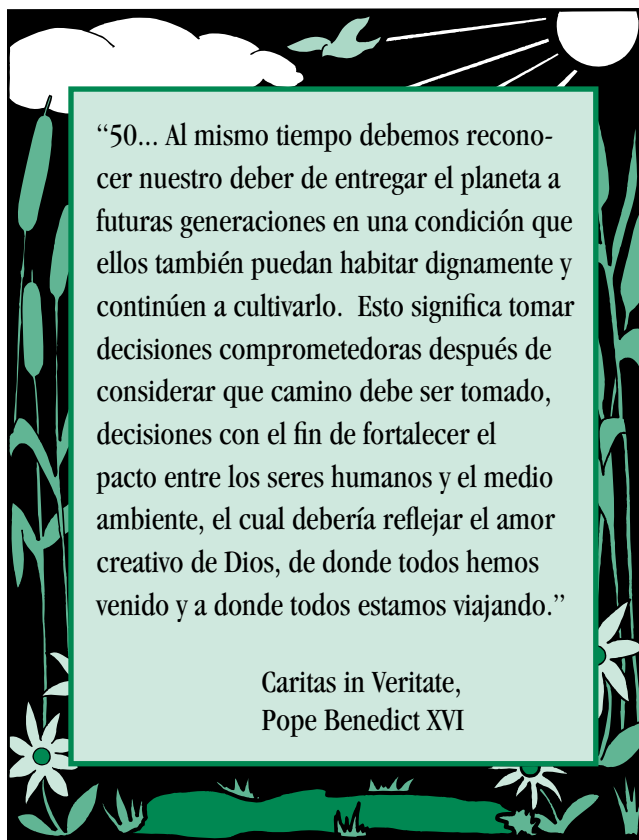 “50... Al mismo tiempo debemos recono-
cer nuestro deber de entregar el planeta a
futuras generaciones en una condición que
ellos también puedan habitar dignamente y
continúen a cultivarlo.  Esto significa tomar
decisiones comprometedoras después de
considerar que camino debe ser tomado,
decisiones con el fin de fortalecer el
pacto entre los seres humanos y el medio
ambiente, el cual debería reflejar el amor
creativo de Dios, de donde todos hemos
venido y a donde todos estamos viajando.”
Caritas in Veritate,
Pope Benedict XVI